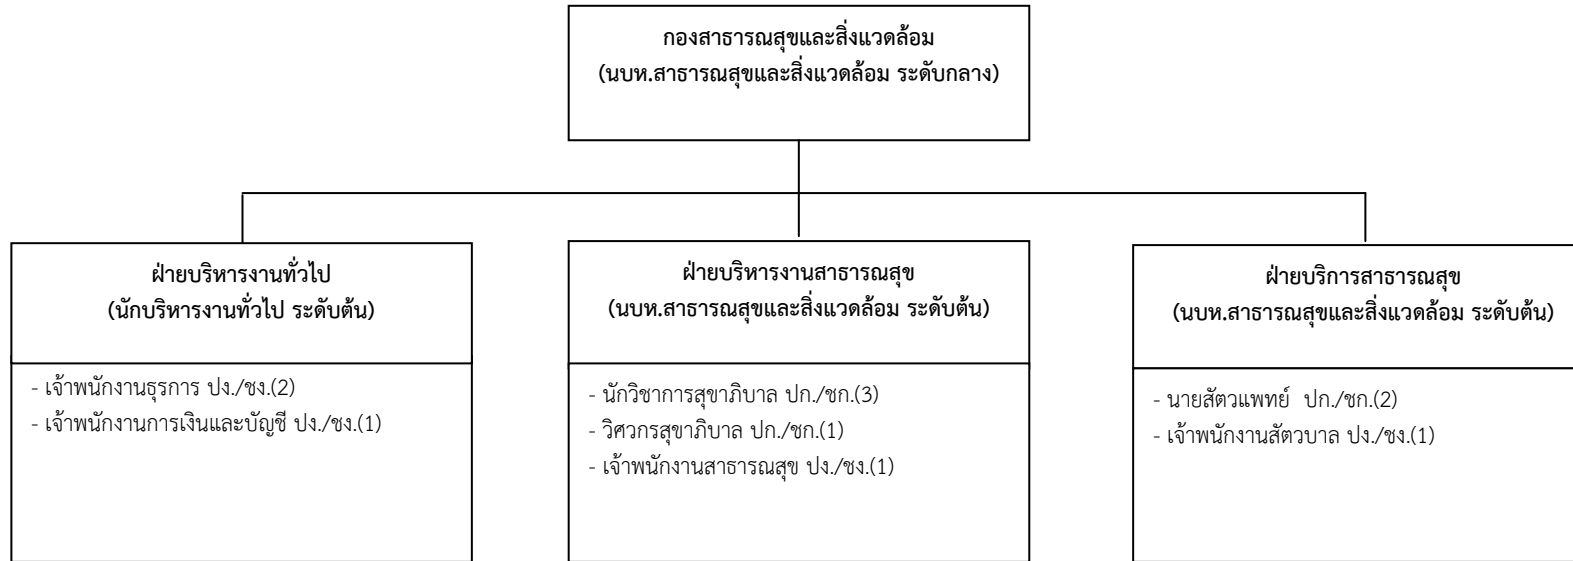 กองสาธารณสุขและสิ่งแวดล้อม
(นบห.สาธารณสุขและสิ่งแวดล้อม ระดับกลาง)
ฝ่ายบริหารงานทั่วไป
(นักบริหารงานทั่วไป ระดับต้น)
- เจ้าพนักงานธุรการ ปง./ชง.(2)
- เจ้าพนักงานการเงินและบัญชี ปง./ชง.(1)
ฝ่ายบริหารงานสาธารณสุข
(นบห.สาธารณสุขและสิ่งแวดล้อม ระดับต้น)
- นักวิชาการสุขาภิบาล ปก./ชก.(3)
- วิศวกรสุขาภิบาล ปก./ชก.(1)
- เจ้าพนักงานสาธารณสุข ปง./ชง.(1)
ฝ่ายบริการสาธารณสุข
(นบห.สาธารณสุขและสิ่งแวดล้อม ระดับต้น)
- นายสัตวแพทย์  ปก./ชก.(2)
- เจ้าพนักงานสัตวบาล ปง./ชง.(1)